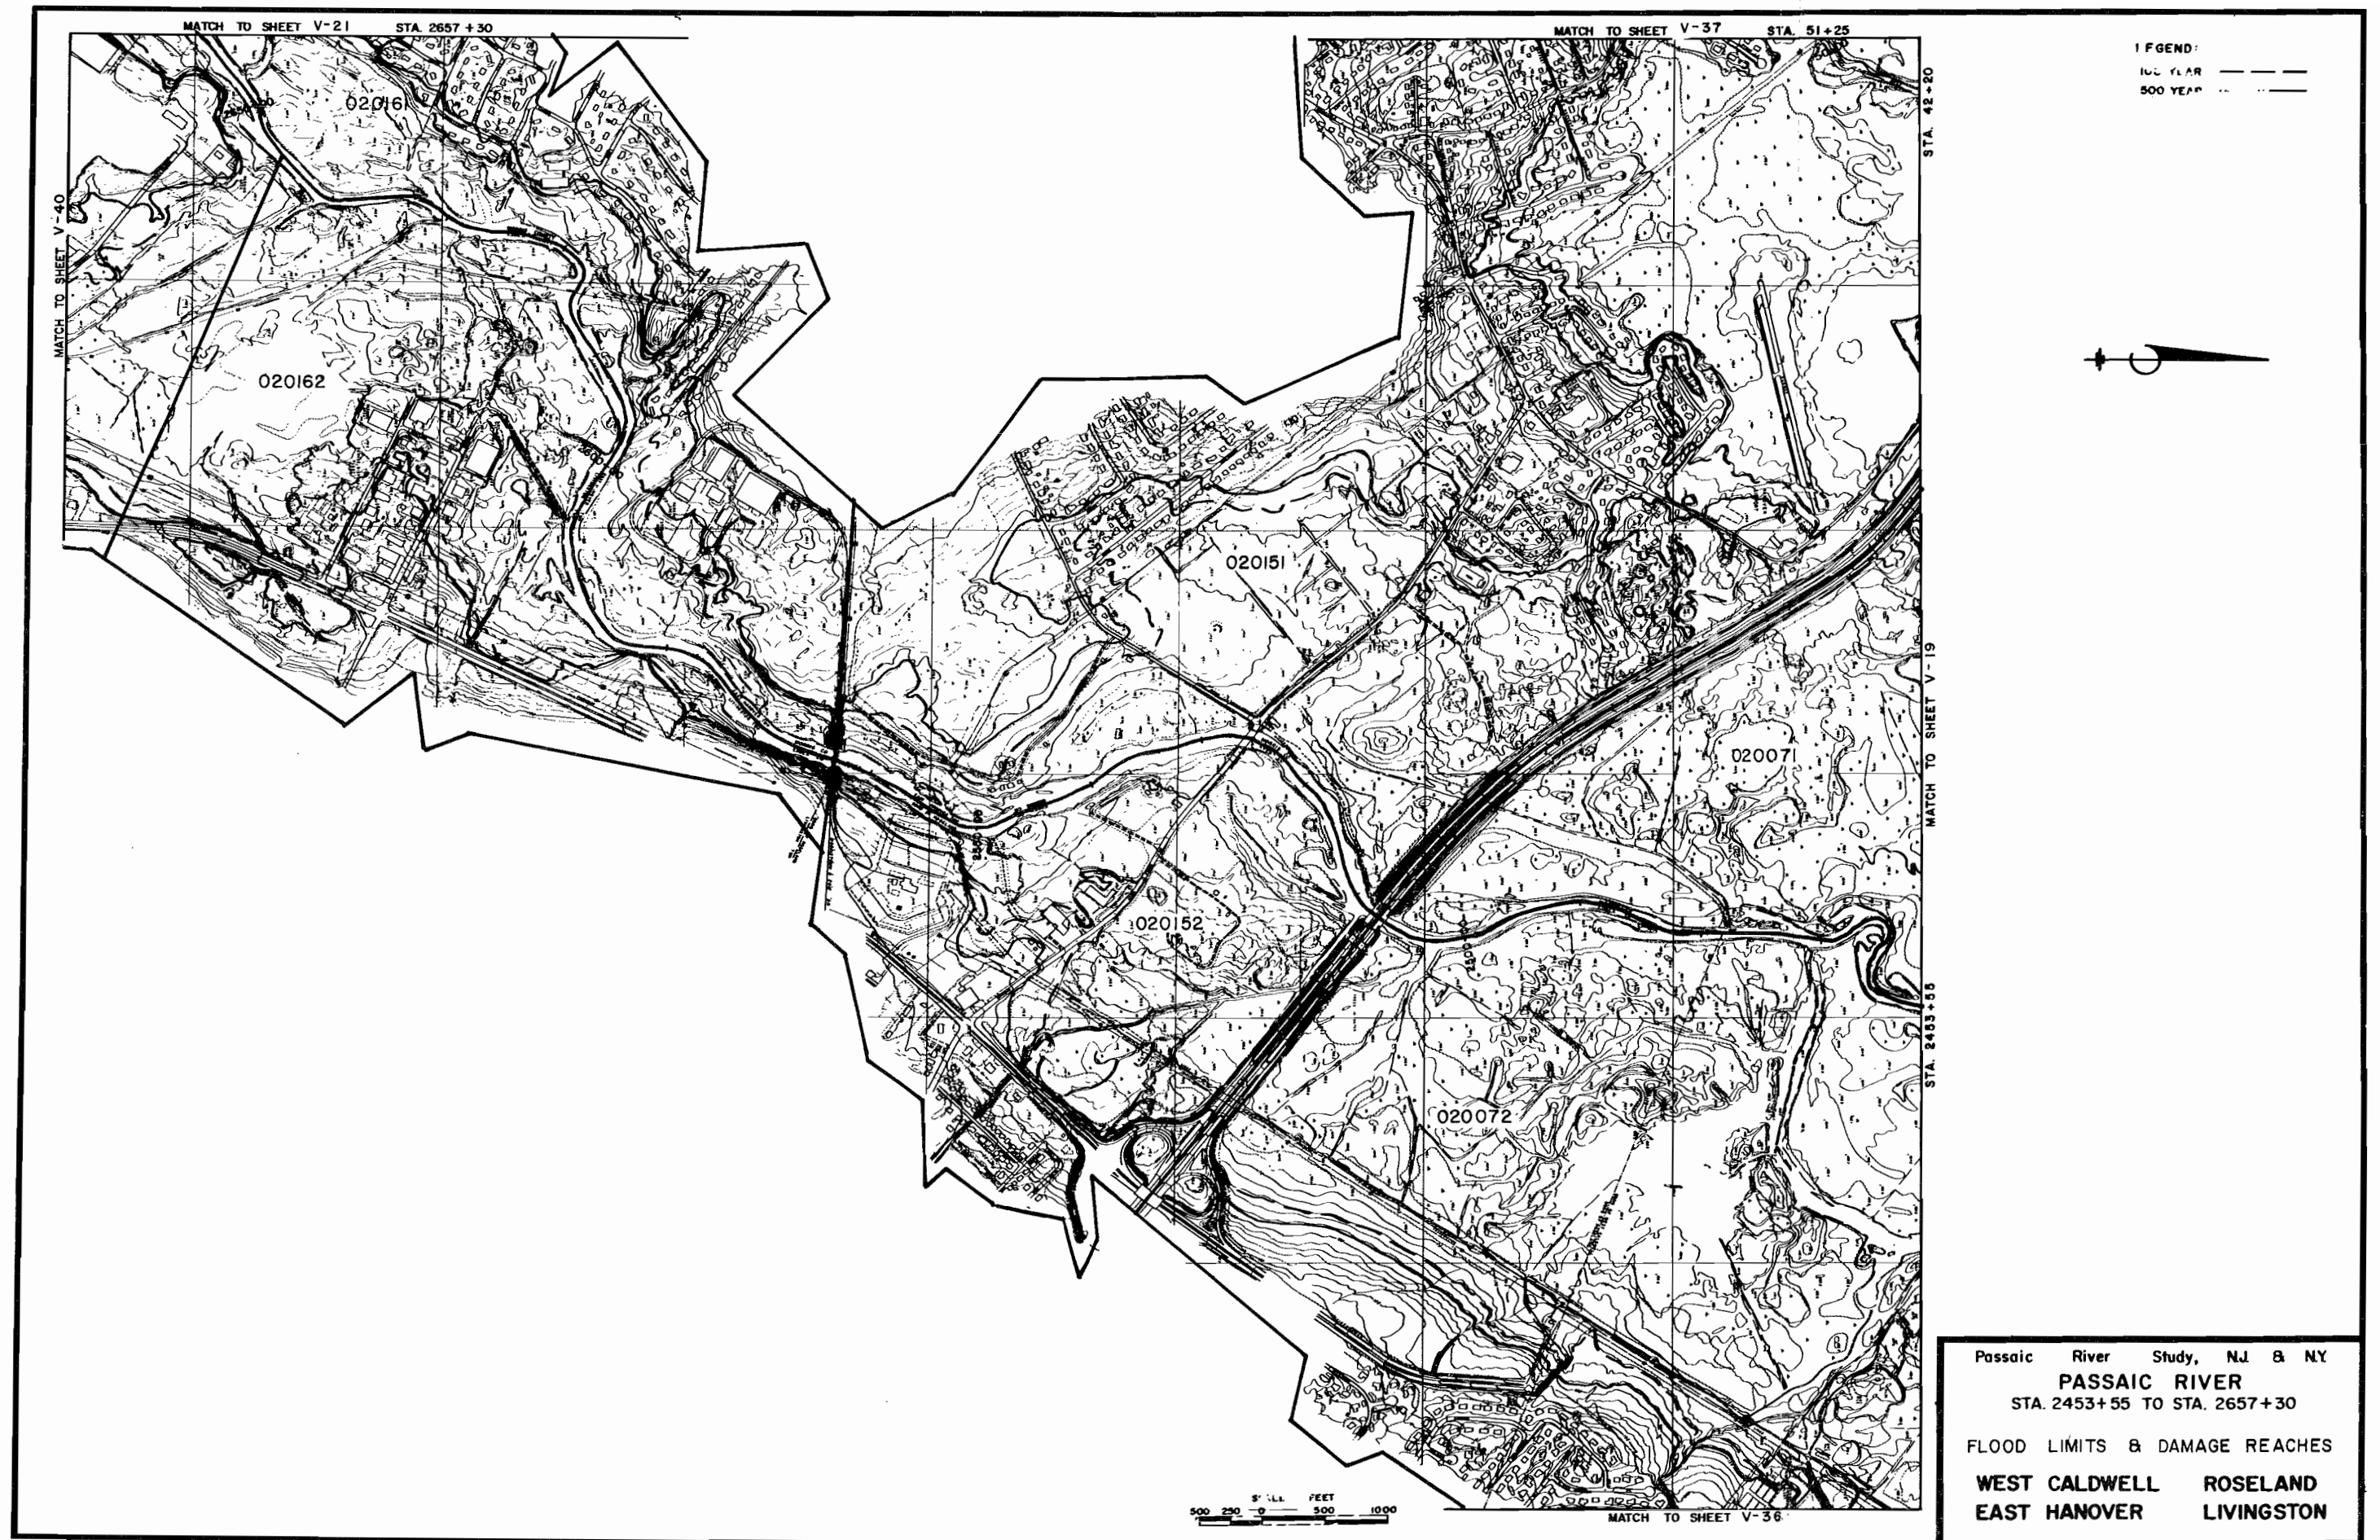 MATCH TO SHEET V-21 STA. 2657+30
MATCH TO SHEET V-37 STA. 51+25
500 YEAR
STA. 42+20
MATCH TO SHEET V-40
020161
020162
020151
020152
020071
020072
MATCH TO SHEET V-19
STA. 2453+55
FEET
500 250 0 500 1000
MATCH TO SHEET V-36
Passaic River Study, N.J. & N.Y.
PASSAIC RIVER
STA. 2453+55 TO STA. 2657+30
FLOOD LIMITS & DAMAGE REACHES
WEST CALDWELL ROSELAND
EAST HANOVER LIVINGSTON